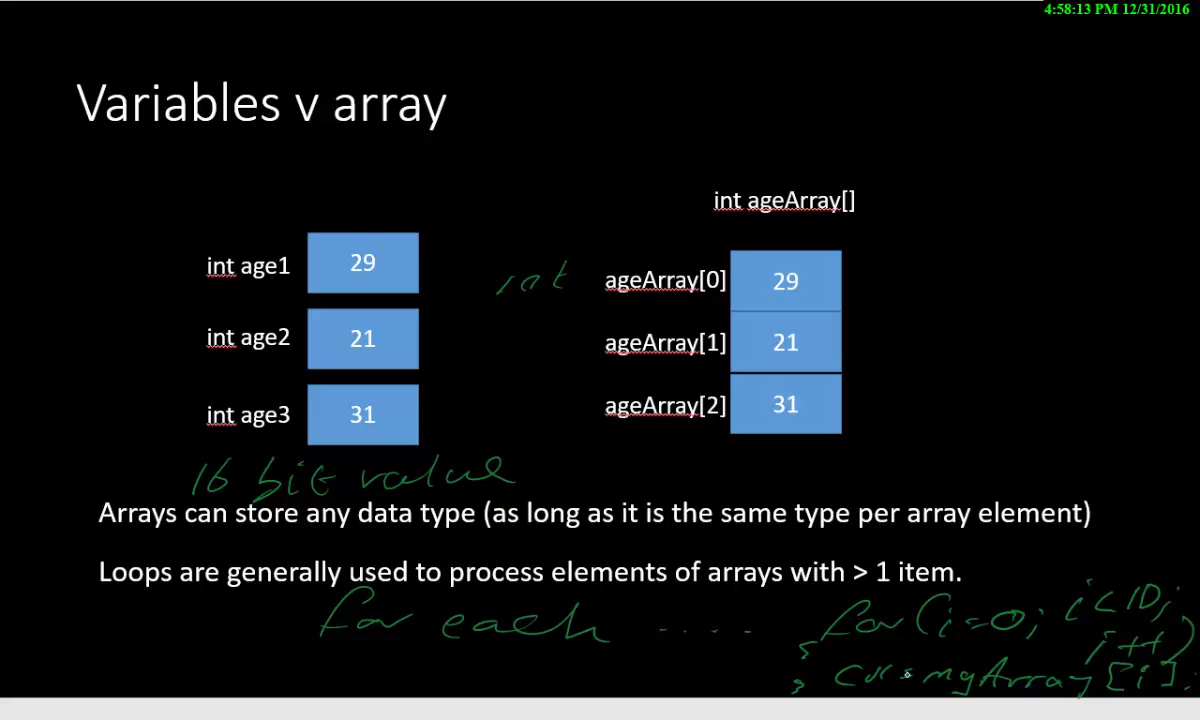 4:58:13 PM 12/31/2016
Variables v array
int ageArray[]
int age1 29
int age2 21
int age3 31
int
ageArray[0] 29
ageArray[1] 21
ageArray[2] 31
16 bit value
Arrays can store any data type (as long as it is the same type per array element)
Loops are generally used to process elements of arrays with > 1 item.
for each ....
for(i=0; i<10;
i++)
myArray[i];